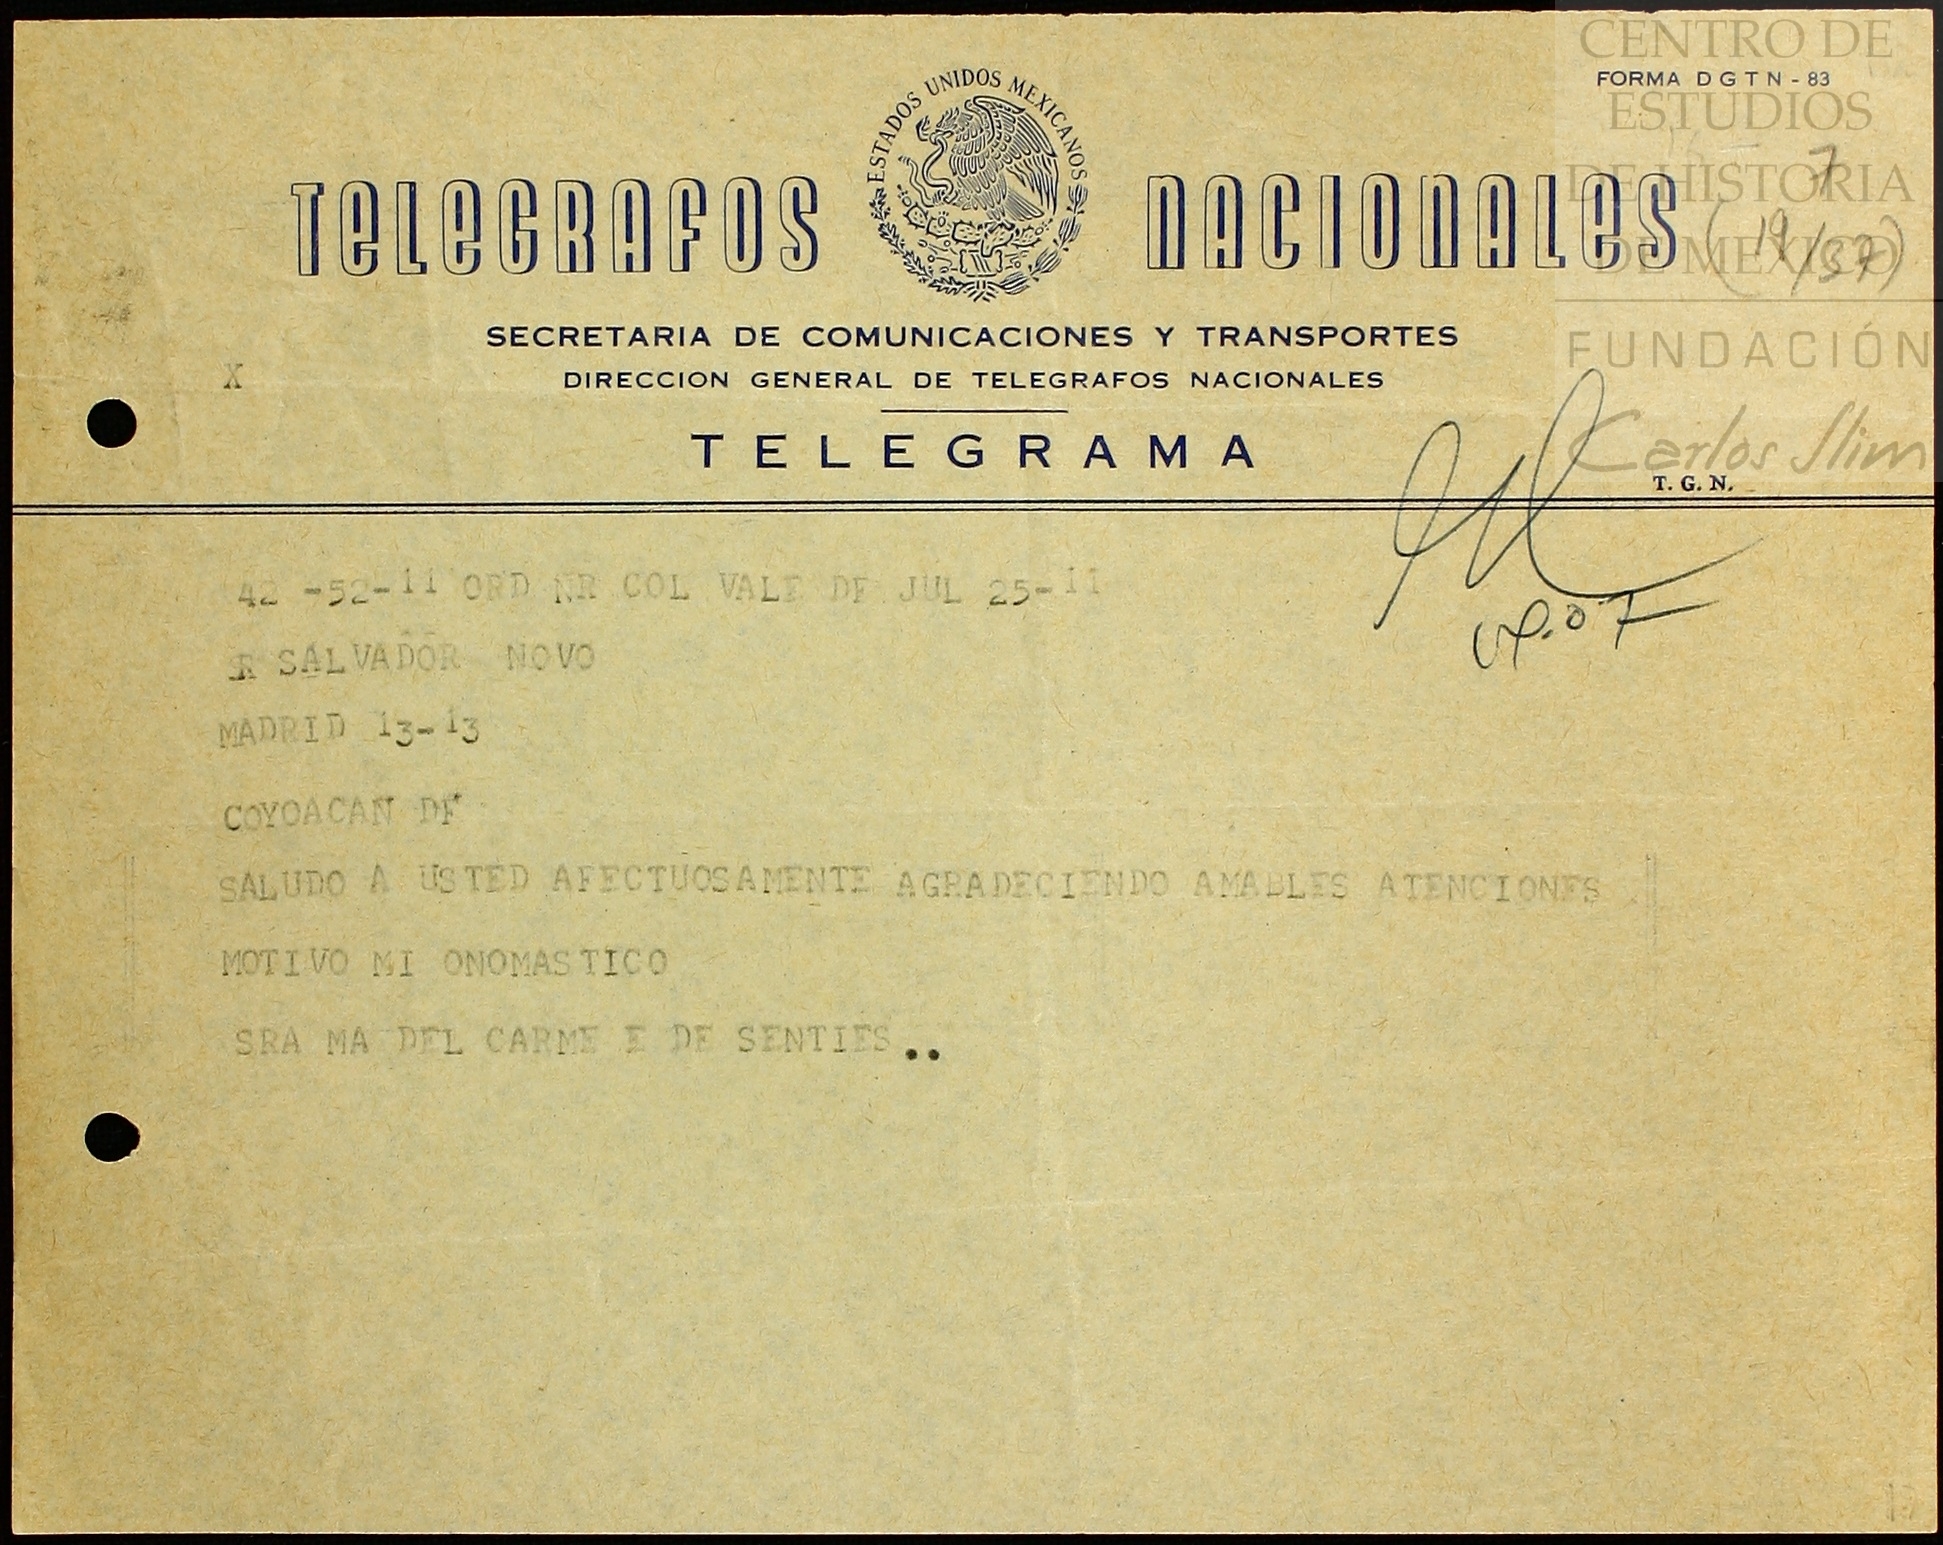 CENTRO DE
ESTUDIOS
DE HISTORIA
DE MEXICO
FUNDACIÓN
Carlos Slim
FORMA DGTN-83
7
(19/37)
ESTADOS UNIDOS MEXICANOS
TELEGRAFOS NACIONALES
SECRETARIA DE COMUNICACIONES Y TRANSPORTES
X
DIRECCION GENERAL DE TELEGRAFOS NACIONALES
TELEGRAMA
T. G. N.
42 -52-11 ORD NR COL VALE DF JUL 25-11
SALVADOR NOVO
MADRID 13-13
COYOACAN DF
SALUDO A USTED AFECTUOSAMENTE AGRADECIENDO AMABLES ATENCIONES
MOTIVO MI ONOMASTICO
SRA MA DEL CARME E DE SENTIES..